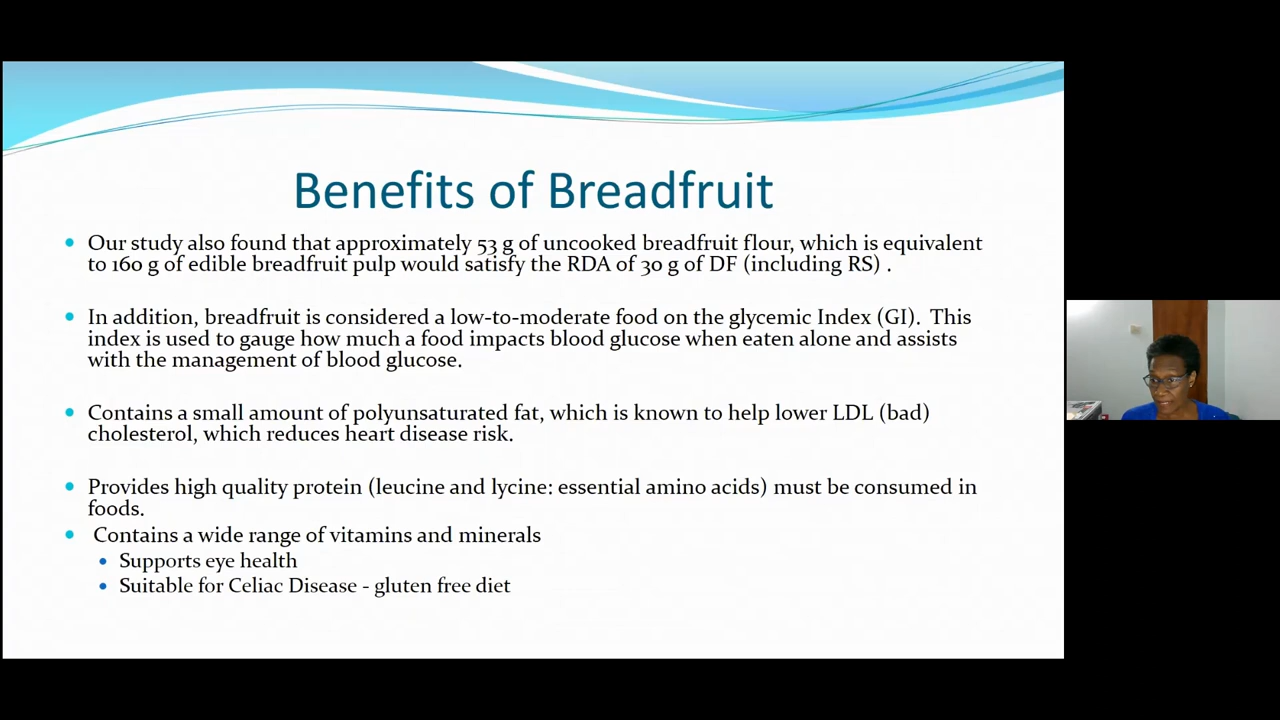 Benefits of Breadfruit
Our study also found that approximately 53 g of uncooked breadfruit flour, which is equivalent
to 160 g of edible breadfruit pulp would satisfy the RDA of 30 g of DF (including RS) .
In addition, breadfruit is considered a low-to-moderate food on the glycemic Index (GI).  This
index is used to gauge how much a food impacts blood glucose when eaten alone and assists
with the management of blood glucose.
Contains a small amount of polyunsaturated fat, which is known to help lower LDL (bad)
cholesterol, which reduces heart disease risk.
Provides high quality protein (leucine and lycine: essential amino acids) must be consumed in
foods.
Contains a wide range of vitamins and minerals
Supports eye health
Suitable for Celiac Disease - gluten free diet